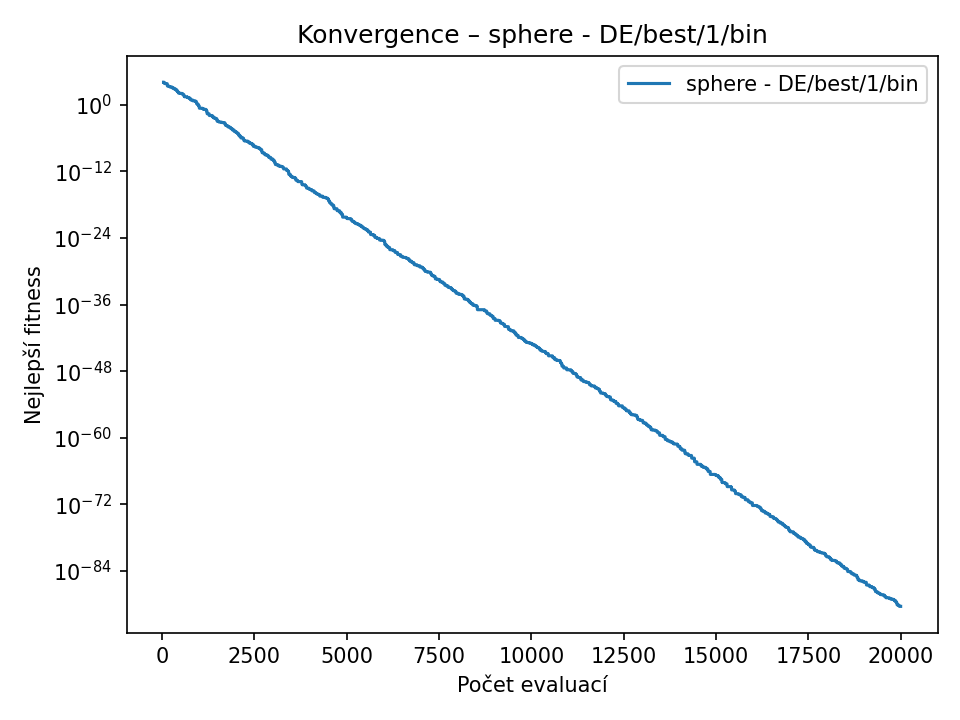 Konvergence – sphere - DE/best/1/bin
sphere - DE/best/1/bin
Nejlepší fitness
10⁰
10⁻¹²
10⁻²⁴
10⁻³⁶
10⁻⁴⁸
10⁻⁶⁰
10⁻⁷²
10⁻⁸⁴
0 2500 5000 7500 10000 12500 15000 17500 20000
Počet evaluací